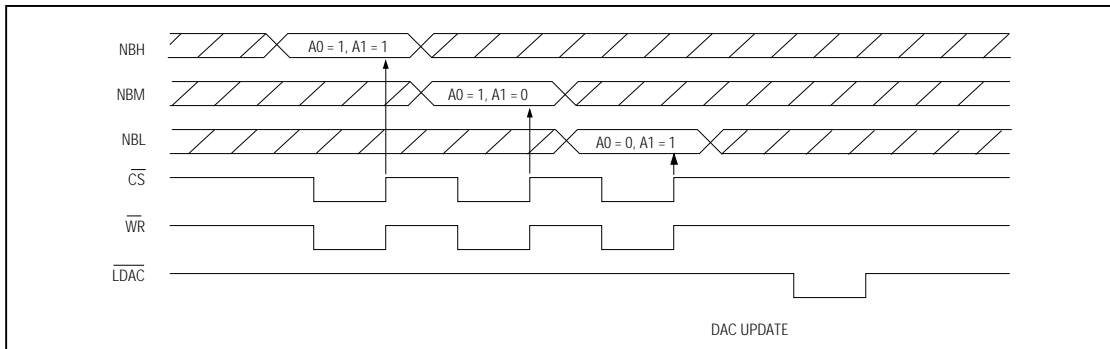 NBH
A0 = 1, A1 = 1
NBM
A0 = 1, A1 = 0
NBL
A0 = 0, A1 = 1
CS
WR
LDAC
DAC UPDATE